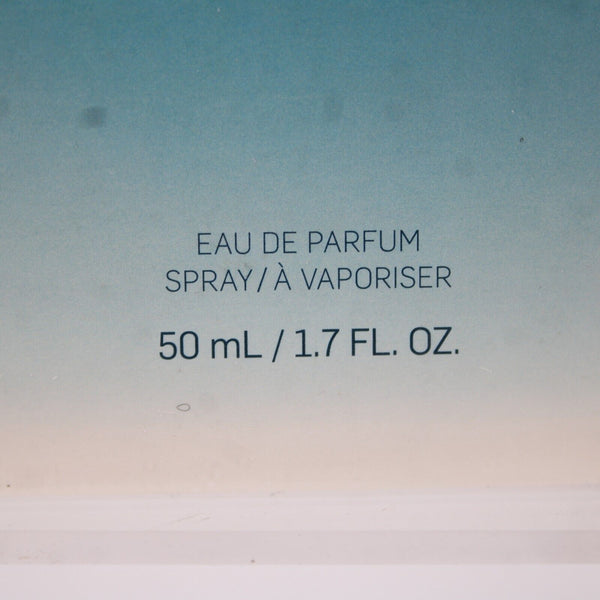 EAU DE PARFUM
SPRAY/À VAPORISER
50 mL / 1.7 FL. OZ.